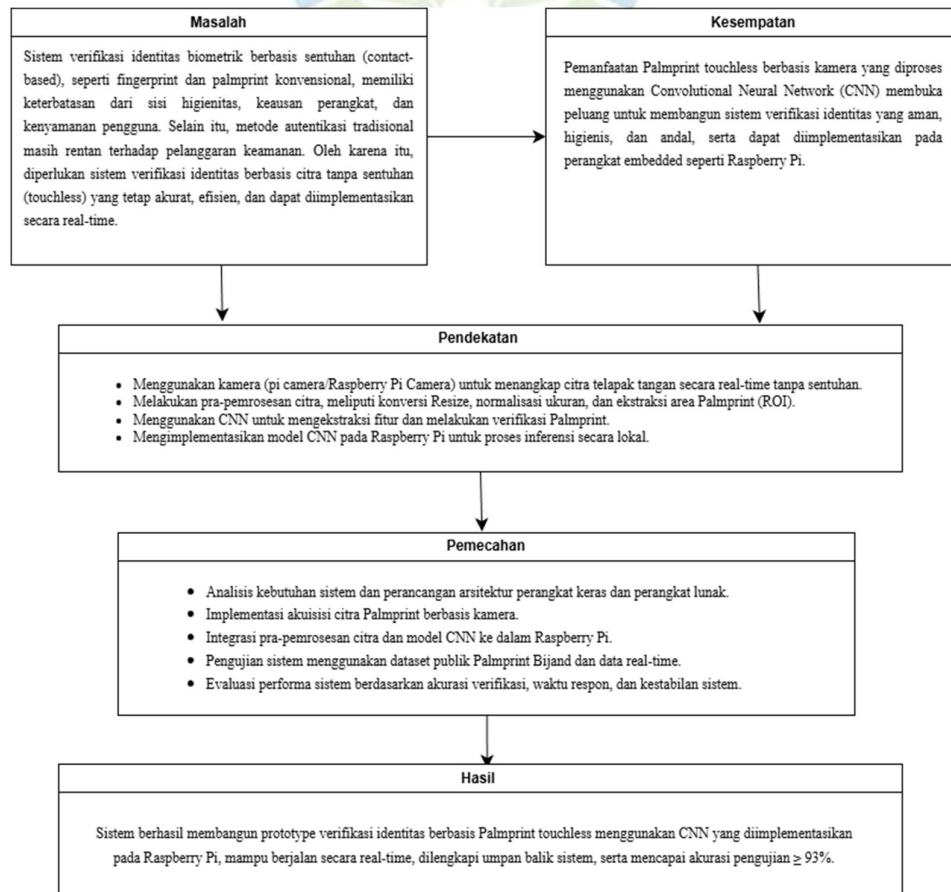 Masalah
Sistem verifikasi identitas biometrik berbasis sentuhan (contact-
based), seperti fingerprint dan palmprint konvensional, memiliki
keterbatasan dari sisi higienitas, keausan perangkat, dan
kenyamanan pengguna. Selain itu, metode autentikasi tradisional
masih rentan terhadap pelanggaran keamanan. Oleh karena itu,
diperlukan sistem verifikasi identitas berbasis citra tanpa sentuhan
(touchless) yang tetap akurat, efisien, dan dapat diimplementasikan
secara real-time.
Kesempatan
Pemanfaatan Palmprint touchless berbasis kamera yang diproses
menggunakan Convolutional Neural Network (CNN) membuka
peluang untuk membangun sistem verifikasi identitas yang aman,
higienis, dan andal, serta dapat diimplementasikan pada
perangkat embedded seperti Raspberry Pi.
Pendekatan
• Menggunakan kamera (pi camera/Raspberry Pi Camera) untuk menangkap citra telapak tangan secara real-time tanpa sentuhan.
• Melakukan pra-pemrosesan citra, meliputi konversi Resize, normalisasi ukuran, dan ekstraksi area Palmprint (ROI).
• Menggunakan CNN untuk mengekstraksi fitur dan melakukan verifikasi Palmprint.
• Mengimplementasikan model CNN pada Raspberry Pi untuk proses inferensi secara lokal.
Pemecahan
• Analisis kebutuhan sistem dan perancangan arsitektur perangkat keras dan perangkat lunak.
• Implementasi akuisisi citra Palmprint berbasis kamera.
• Integrasi pra-pemrosesan citra dan model CNN ke dalam Raspberry Pi.
• Pengujian sistem menggunakan dataset publik Palmprint Bijand dan data real-time.
• Evaluasi performa sistem berdasarkan akurasi verifikasi, waktu respon, dan kestabilan sistem.
Hasil
Sistem berhasil membangun prototype verifikasi identitas berbasis Palmprint touchless menggunakan CNN yang diimplementasikan
pada Raspberry Pi, mampu berjalan secara real-time, dilengkapi umpan balik sistem, serta mencapai akurasi pengujian ≥ 93%.